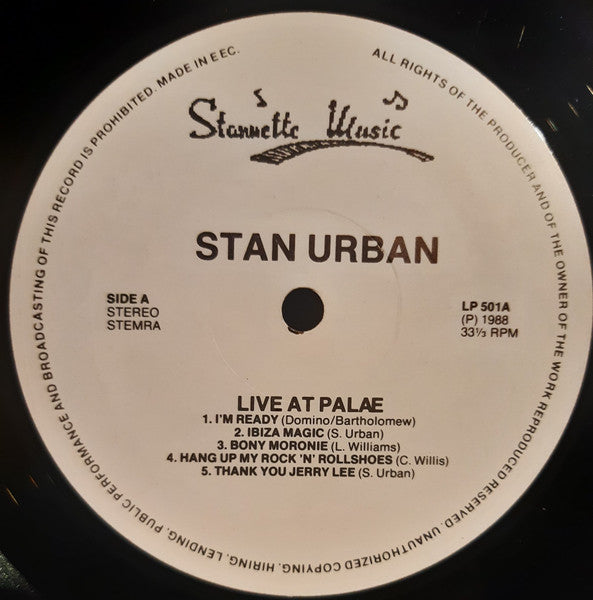 ALL RIGHTS OF THE PRODUCER AND OF THE OWNER OF THE WORK REPRODUCED RESERVED. UNAUTHORIZED COPYING, HIRING, LENDING, PUBLIC PERFORMANCE AND BROADCASTING OF THIS RECORD IS PROHIBITED. MADE IN EEC.
Stannette Music
STAN URBAN
SIDE A
STEREO
STEMRA
LP 501A
(P) 1988
33⅓ RPM
LIVE AT PALAE
1. I'M READY (Domino/Bartholomew)
2. IBIZA MAGIC (S. Urban)
3. BONY MORONIE (L. Williams)
4. HANG UP MY ROCK 'N' ROLLSHOES (C. Willis)
5. THANK YOU JERRY LEE (S. Urban)